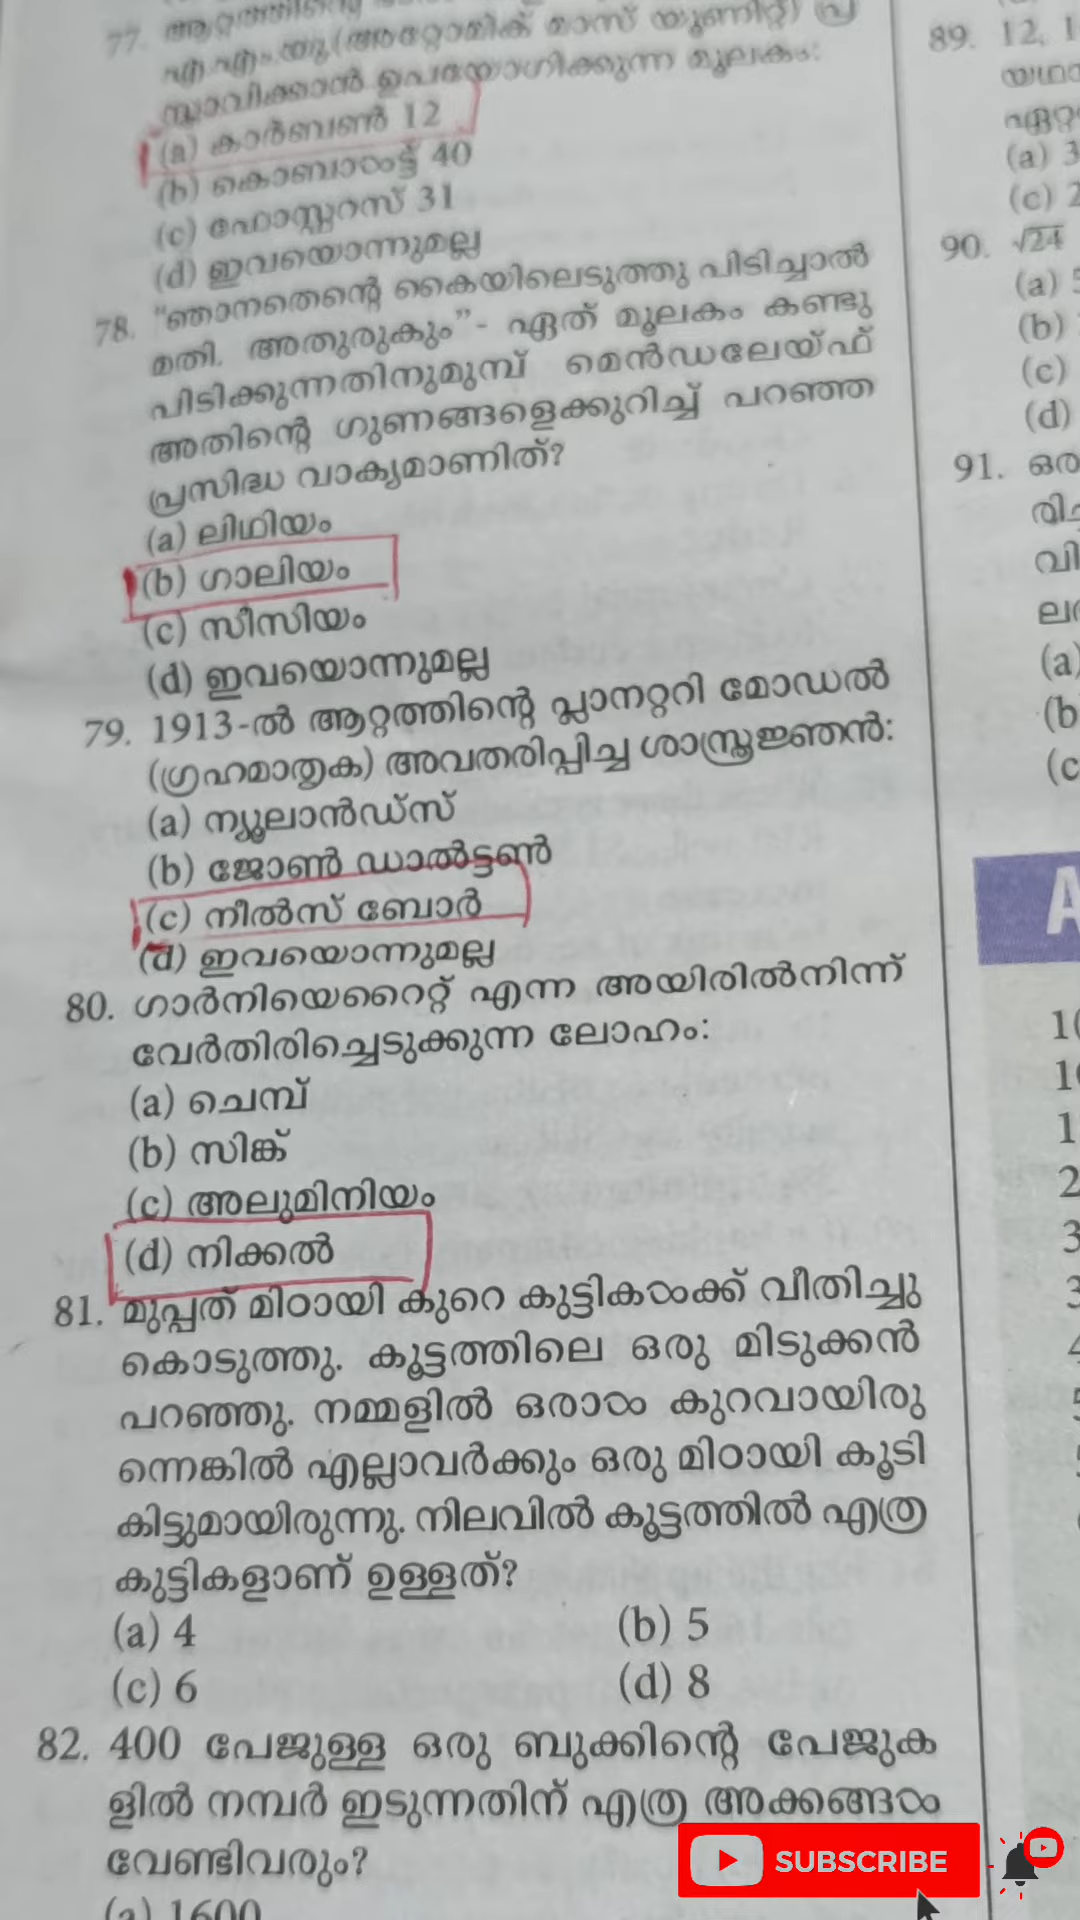 77. ആറ്റത്തിന്റെ
എ.എം.യു (അറ്റോമിക് മാസ് യൂണിറ്റ്) പ്ര
സ്താവിക്കാൻ ഉപയോഗിക്കുന്ന മൂലകം:
(a) കാർബൺ 12
(b) കൊബാൾട്ട് 40
(c) ഫോസ്ഫറസ് 31
(d) ഇവയൊന്നുമല്ല
78. "ഞാനതെന്റെ കൈയിലെടുത്തു പിടിച്ചാൽ
മതി. അതുരുകും”- ഏത് മൂലകം കണ്ടു
പിടിക്കുന്നതിനുമുമ്പ് മെൻഡലേയ്ഫ്
അതിന്റെ ഗുണങ്ങളെക്കുറിച്ച് പറഞ്ഞ
പ്രസിദ്ധ വാക്യമാണിത്?
(a) ലിഥിയം
(b) ഗാലിയം
(c) സീസിയം
(d) ഇവയൊന്നുമല്ല
79. 1913-ൽ ആറ്റത്തിന്റെ പ്ലാനറ്ററി മോഡൽ
(ഗ്രഹമാതൃക) അവതരിപ്പിച്ച ശാസ്ത്രജ്ഞൻ:
(a) ന്യൂലാൻഡ്സ്
(b) ജോൺ ഡാൽട്ടൺ
(c) നീൽസ് ബോർ
(d) ഇവയൊന്നുമല്ല
80. ഗാർനിയെറൈറ്റ് എന്ന അയിരിൽനിന്ന്
വേർതിരിച്ചെടുക്കുന്ന ലോഹം:
(a) ചെമ്പ്
(b) സിങ്ക്
(c) അലുമിനിയം
(d) നിക്കൽ
81. മുപ്പത് മിഠായി കുറെ കുട്ടികൾക്ക് വീതിച്ചു
കൊടുത്തു. കൂട്ടത്തിലെ ഒരു മിടുക്കൻ
പറഞ്ഞു. നമ്മളിൽ ഒരാൾ കുറവായിരു
ന്നെങ്കിൽ എല്ലാവർക്കും ഒരു മിഠായി കൂടി
കിട്ടുമായിരുന്നു. നിലവിൽ കൂട്ടത്തിൽ എത്ര
കുട്ടികളാണ് ഉള്ളത്?
(a) 4 (b) 5
(c) 6 (d) 8
82. 400 പേജുള്ള ഒരു ബുക്കിന്റെ പേജുക
ളിൽ നമ്പർ ഇടുന്നതിന് എത്ര അക്കങ്ങൾ
വേണ്ടിവരും?
(a) 1600
89. 12, 1
(a) 3
(c) 2
90. √24
(a) 5
(b)
(c)
(d)
91. ഒരു
വി
(a)
(b
(c
A
SUBSCRIBE